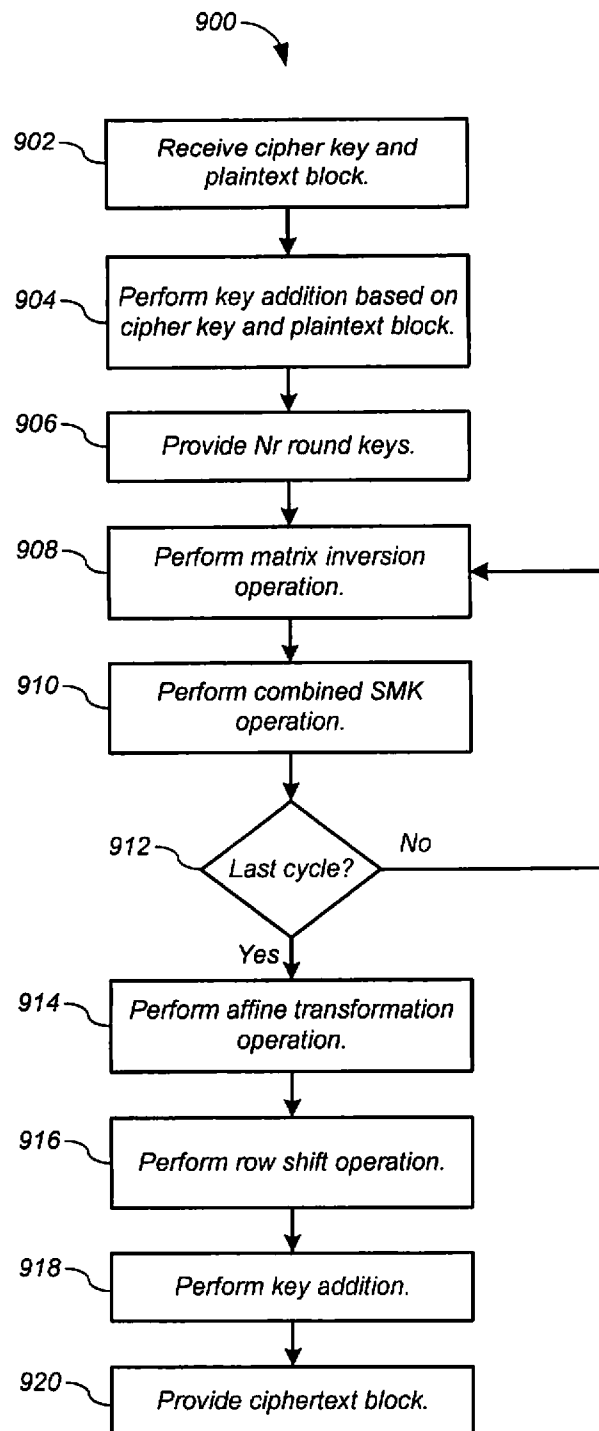 900
902
Receive cipher key and
plaintext block.
904
Perform key addition based on
cipher key and plaintext block.
906
Provide Nr round keys.
908
Perform matrix inversion
operation.
910
Perform combined SMK
operation.
912
Last cycle?
No
Yes
914
Perform affine transformation
operation.
916
Perform row shift operation.
918
Perform key addition.
920
Provide ciphertext block.